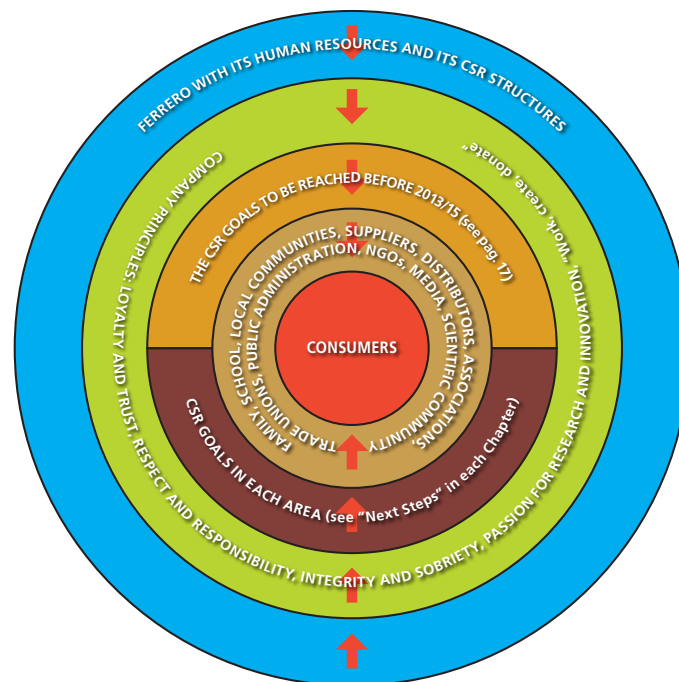 FERRERO WITH ITS HUMAN RESOURCES AND ITS CSR STRUCTURES
COMPANY PRINCIPLES: LOYALTY AND TRUST, RESPECT AND RESPONSIBILITY, INTEGRITY AND SOBRIETY, PASSION FOR RESEARCH AND INNOVATION, "Work, create, donate"
THE CSR GOALS TO BE REACHED BEFORE 2013/15 (see pag. 17)
FAMILY, SCHOOL, LOCAL COMMUNITIES, SUPPLIERS, DISTRIBUTORS, ASSOCIATIONS,
TRADE UNIONS, PUBLIC ADMINISTRATION, NGOS, MEDIA, SCIENTIFIC COMMUNITY
CONSUMERS
CSR GOALS IN EACH AREA (see "Next Steps" in each Chapter)